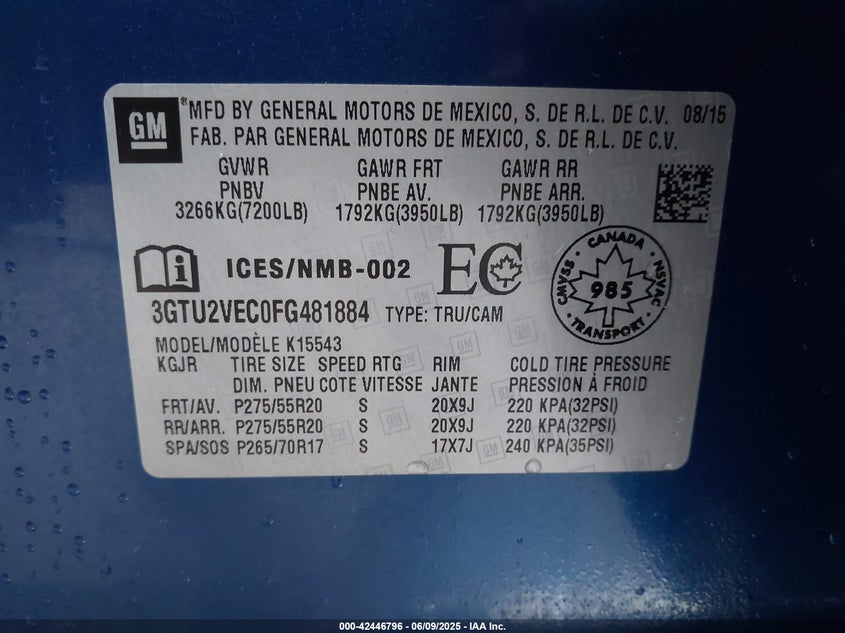 GM
*MFD BY GENERAL MOTORS DE MEXICO, S. DE R.L. DE C.V. 08/15
FAB. PAR GENERAL MOTORS DE MEXICO, S. DE R.L. DE C.V.
GVWR GAWR FRT GAWR RR
PNBV PNBE AV. PNBE ARR.
3266KG(7200LB) 1792KG(3950LB) 1792KG(3950LB)
i ICES/NMB-002 EC
CANADA
CMVSS 985 NSVAC
TRANSPORT
3GTU2VEC0FG481884 TYPE: TRU/CAM
MODEL/MODÈLE K15543
KGJR TIRE SIZE SPEED RTG RIM COLD TIRE PRESSURE
DIM. PNEU COTE VITESSE JANTE PRESSION À FROID
FRT/AV. P275/55R20 S 20X9J 220 KPA(32PSI)
RR/ARR. P275/55R20 S 20X9J 220 KPA(32PSI)
SPA/SOS P265/70R17 S 17X7J 240 KPA(35PSI)
000-42446796 - 06/09/2025 - IAA Inc.